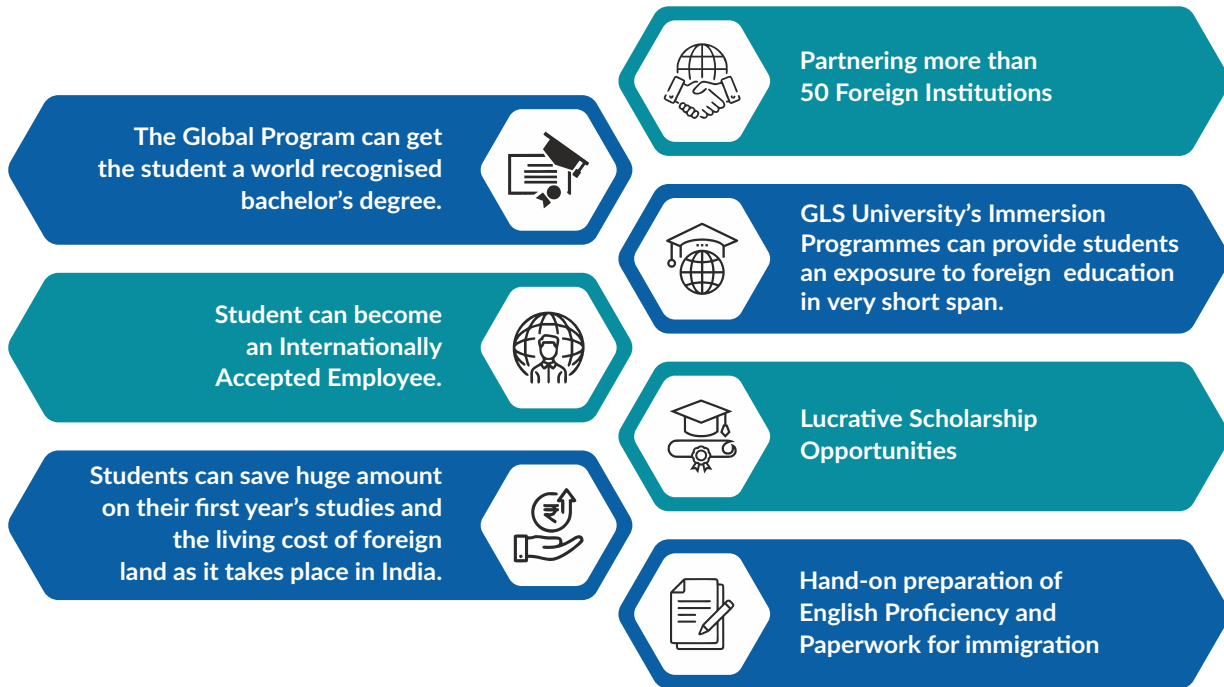 Partnering more than
50 Foreign Institutions
The Global Program can get
the student a world recognised
bachelor's degree.
GLS University's Immersion
Programmes can provide students
an exposure to foreign education
in very short span.
Student can become
an Internationally
Accepted Employee.
Lucrative Scholarship
Opportunities
Students can save huge amount
on their first year's studies and
the living cost of foreign
land as it takes place in India.
Hand-on preparation of
English Proficiency and
Paperwork for immigration